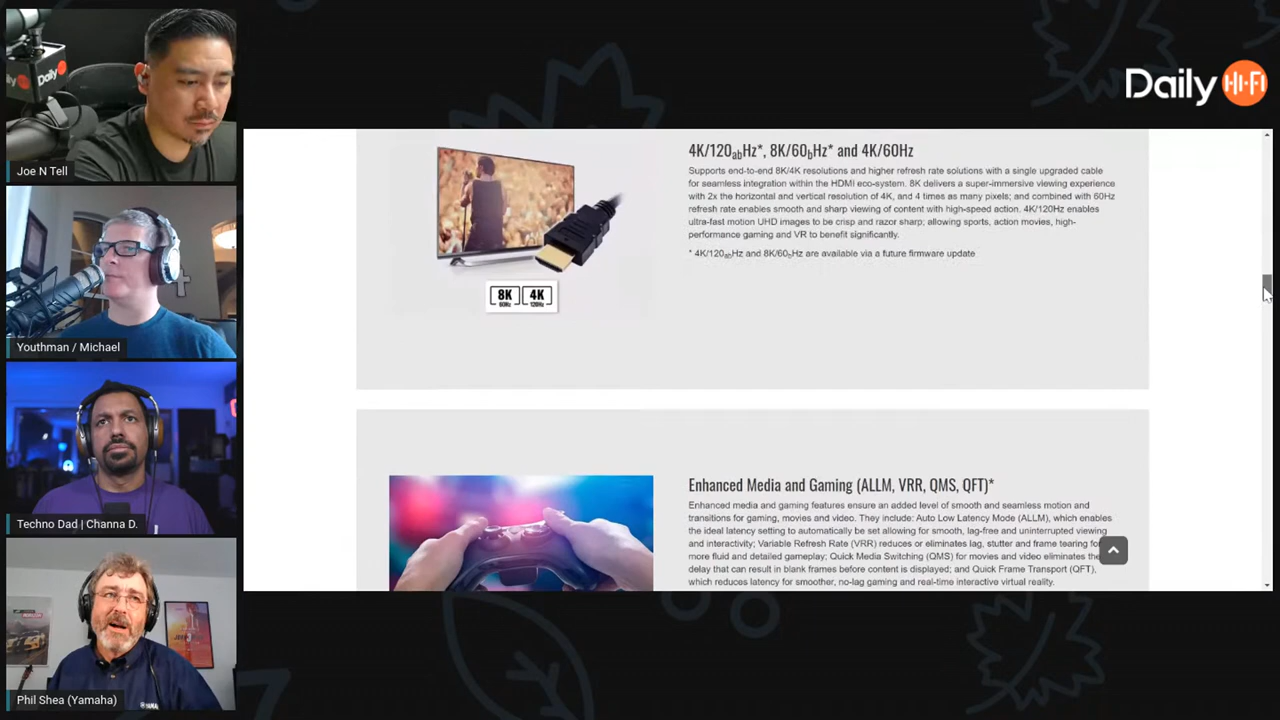 Daily HI-FI
Daily
Joe N Tell
Youthman / Michael
Techno Dad | Channa D.
Phil Shea (Yamaha)
4K/120abHz*, 8K/60bHz* and 4K/60Hz
Supports end-to-end 8K/4K resolutions and higher refresh rate solutions with a single upgraded cable
for seamless integration within the HDMI eco-system. 8K delivers a super-immersive viewing experience
with 2x the horizontal and vertical resolution of 4K, and 4 times as many pixels; and combined with 60Hz
refresh rate enables smooth and sharp viewing of content with high-speed action. 4K/120Hz enables
ultra-fast motion UHD images to be crisp and razor sharp; allowing sports, action movies, high-
performance gaming and VR to benefit significantly.
* 4K/120abHz and 8K/60bHz are available via a future firmware update
8K 4K
60Hz 120Hz
Enhanced Media and Gaming (ALLM, VRR, QMS, QFT)*
Enhanced media and gaming features ensure an added level of smooth and seamless motion and
transitions for gaming, movies and video. They include: Auto Low Latency Mode (ALLM), which enables
the ideal latency setting to automatically be set allowing for smooth, lag-free and uninterrupted viewing
and interactivity; Variable Refresh Rate (VRR) reduces or eliminates lag, stutter and frame tearing for
more fluid and detailed gameplay; Quick Media Switching (QMS) for movies and video eliminates the
delay that can result in blank frames before content is displayed; and Quick Frame Transport (QFT),
which reduces latency for smoother, no-lag gaming and real-time interactive virtual reality.